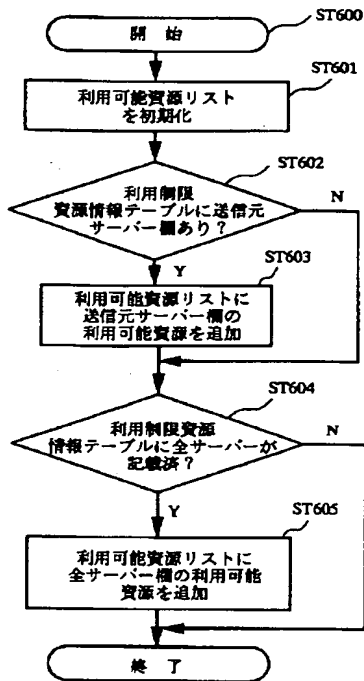 ST600
開 始
ST601
利用可能資源リスト
を初期化
ST602
利用制限
資源情報テーブルに送信元
サーバー欄あり?
N
Y
ST603
利用可能資源リストに
送信元サーバー欄の
利用可能資源を追加
ST604
利用制限資源
情報テーブルに全サーバーが
記載済?
N
Y
ST605
利用可能資源リストに
全サーバー欄の利用可能
資源を追加
終 了